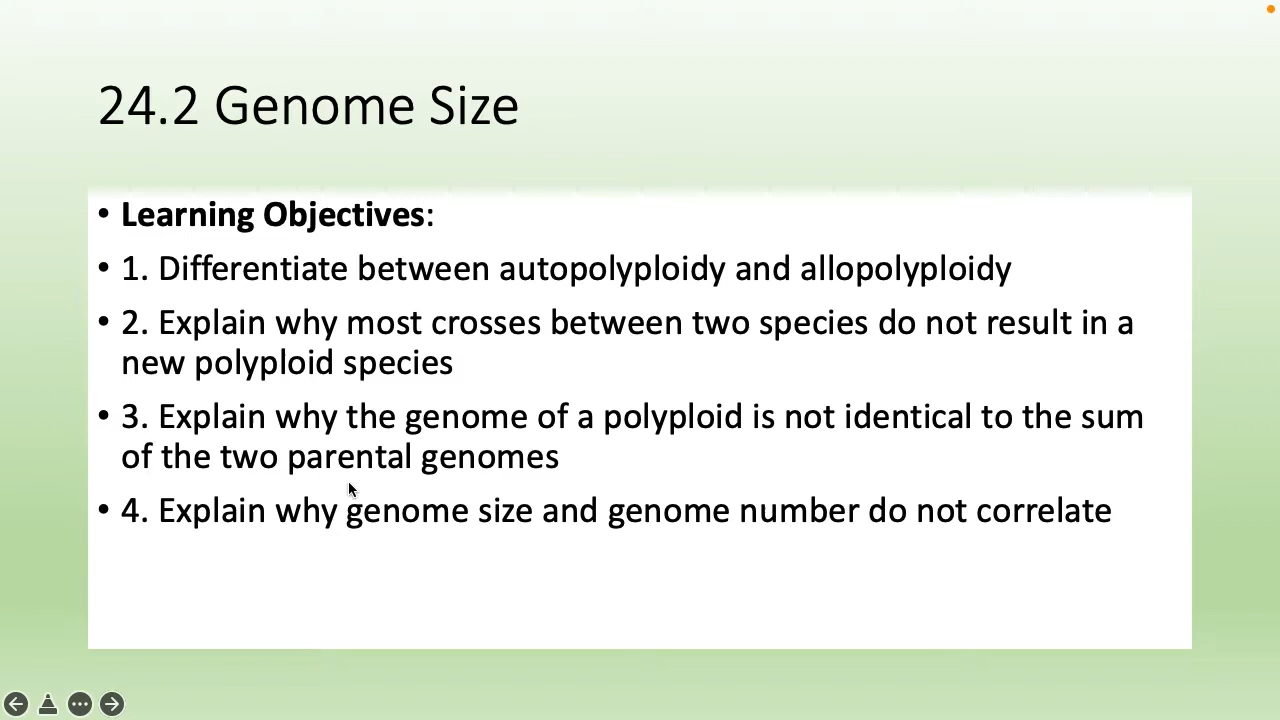 24.2 Genome Size
• Learning Objectives:
• 1. Differentiate between autopolyploidy and allopolyploidy
• 2. Explain why most crosses between two species do not result in a
new polyploid species
• 3. Explain why the genome of a polyploid is not identical to the sum
of the two parental genomes
• 4. Explain why genome size and genome number do not correlate